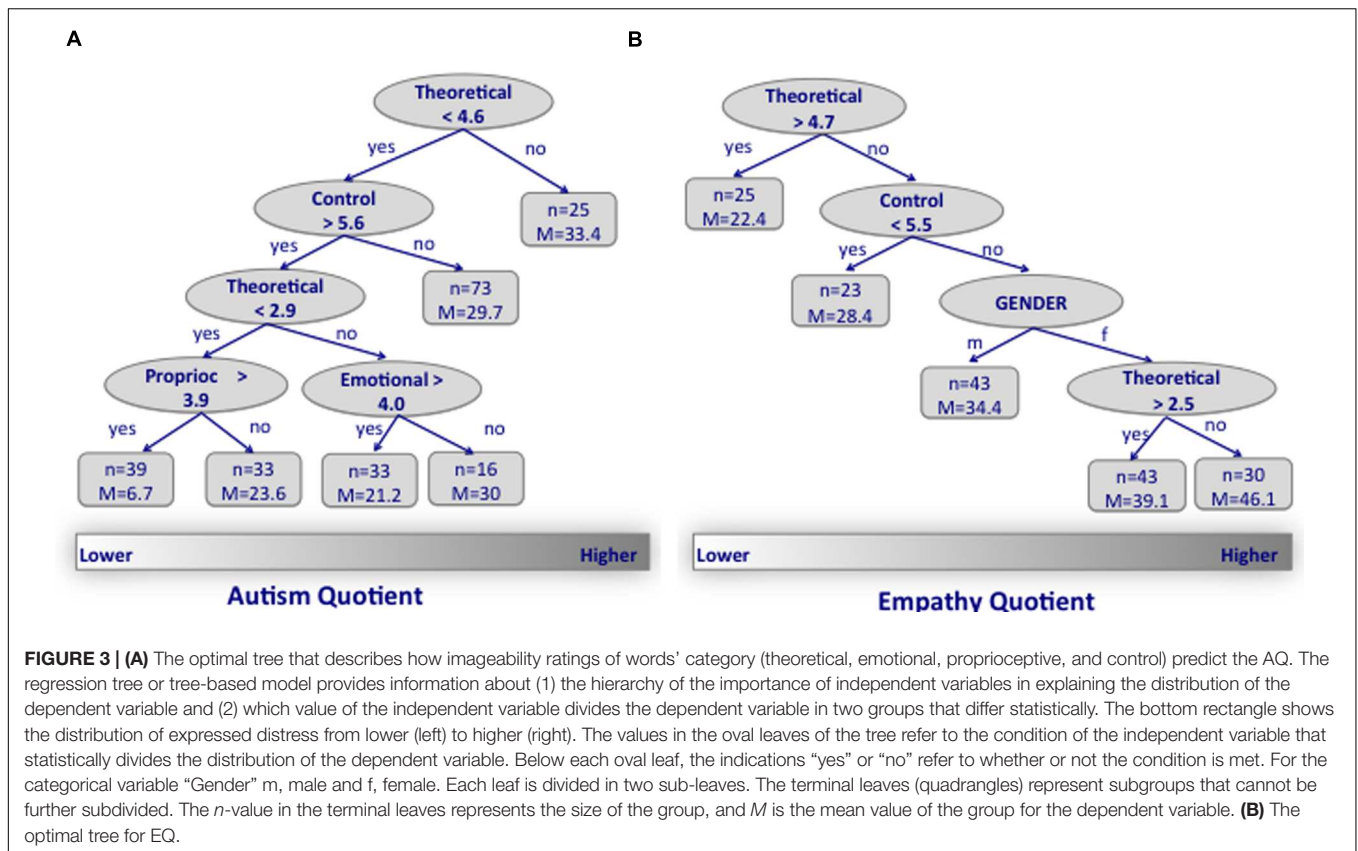 A
Theoretical
< 4.6
yes
no
Control
> 5.6
n=25
M=33.4
yes
no
Theoretical
< 2.9
n=73
M=29.7
yes
no
Proprioc >
3.9
Emotional >
4.0
yes
no
yes
no
n=39
M=6.7
n=33
M=23.6
n=33
M=21.2
n=16
M=30
Lower
Higher
Autism Quotient
B
Theoretical
> 4.7
yes
no
n=25
M=22.4
Control
< 5.5
yes
no
n=23
M=28.4
GENDER
m
f
n=43
M=34.4
Theoretical
> 2.5
yes
no
n=43
M=39.1
n=30
M=46.1
Lower
Higher
Empathy Quotient
FIGURE 3 | (A) The optimal tree that describes how imageability ratings of words' category (theoretical, emotional, proprioceptive, and control) predict the AQ. The
regression tree or tree-based model provides information about (1) the hierarchy of the importance of independent variables in explaining the distribution of the
dependent variable and (2) which value of the independent variable divides the dependent variable in two groups that differ statistically. The bottom rectangle shows
the distribution of expressed distress from lower (left) to higher (right). The values in the oval leaves of the tree refer to the condition of the independent variable that
statistically divides the distribution of the dependent variable. Below each oval leaf, the indications "yes" or "no" refer to whether or not the condition is met. For the
categorical variable "Gender" m, male and f, female. Each leaf is divided in two sub-leaves. The terminal leaves (quadrangles) represent subgroups that cannot be
further subdivided. The n-value in the terminal leaves represents the size of the group, and M is the mean value of the group for the dependent variable. (B) The
optimal tree for EQ.